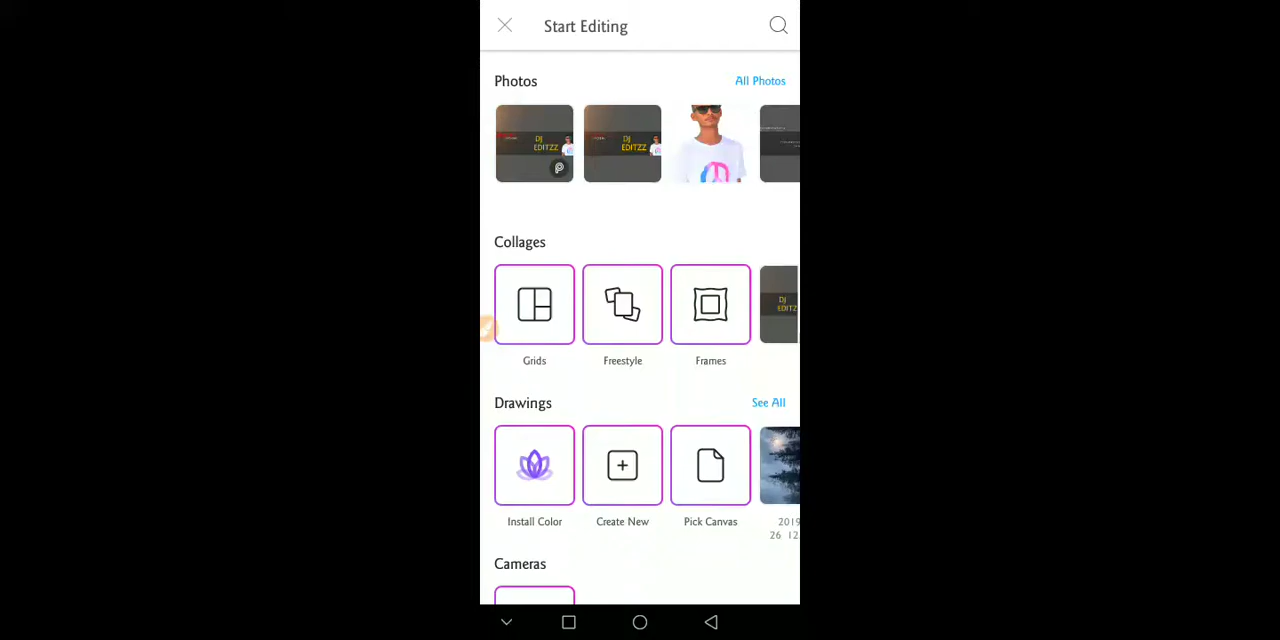 Start Editing
Photos
All Photos
DJ
EDITZZ
DJ
EDITZZ
Collages
DJ
EDITZ
Grids
Freestyle
Frames
Drawings
See All
Install Color
Create New
Pick Canvas
2019
26 12
Cameras